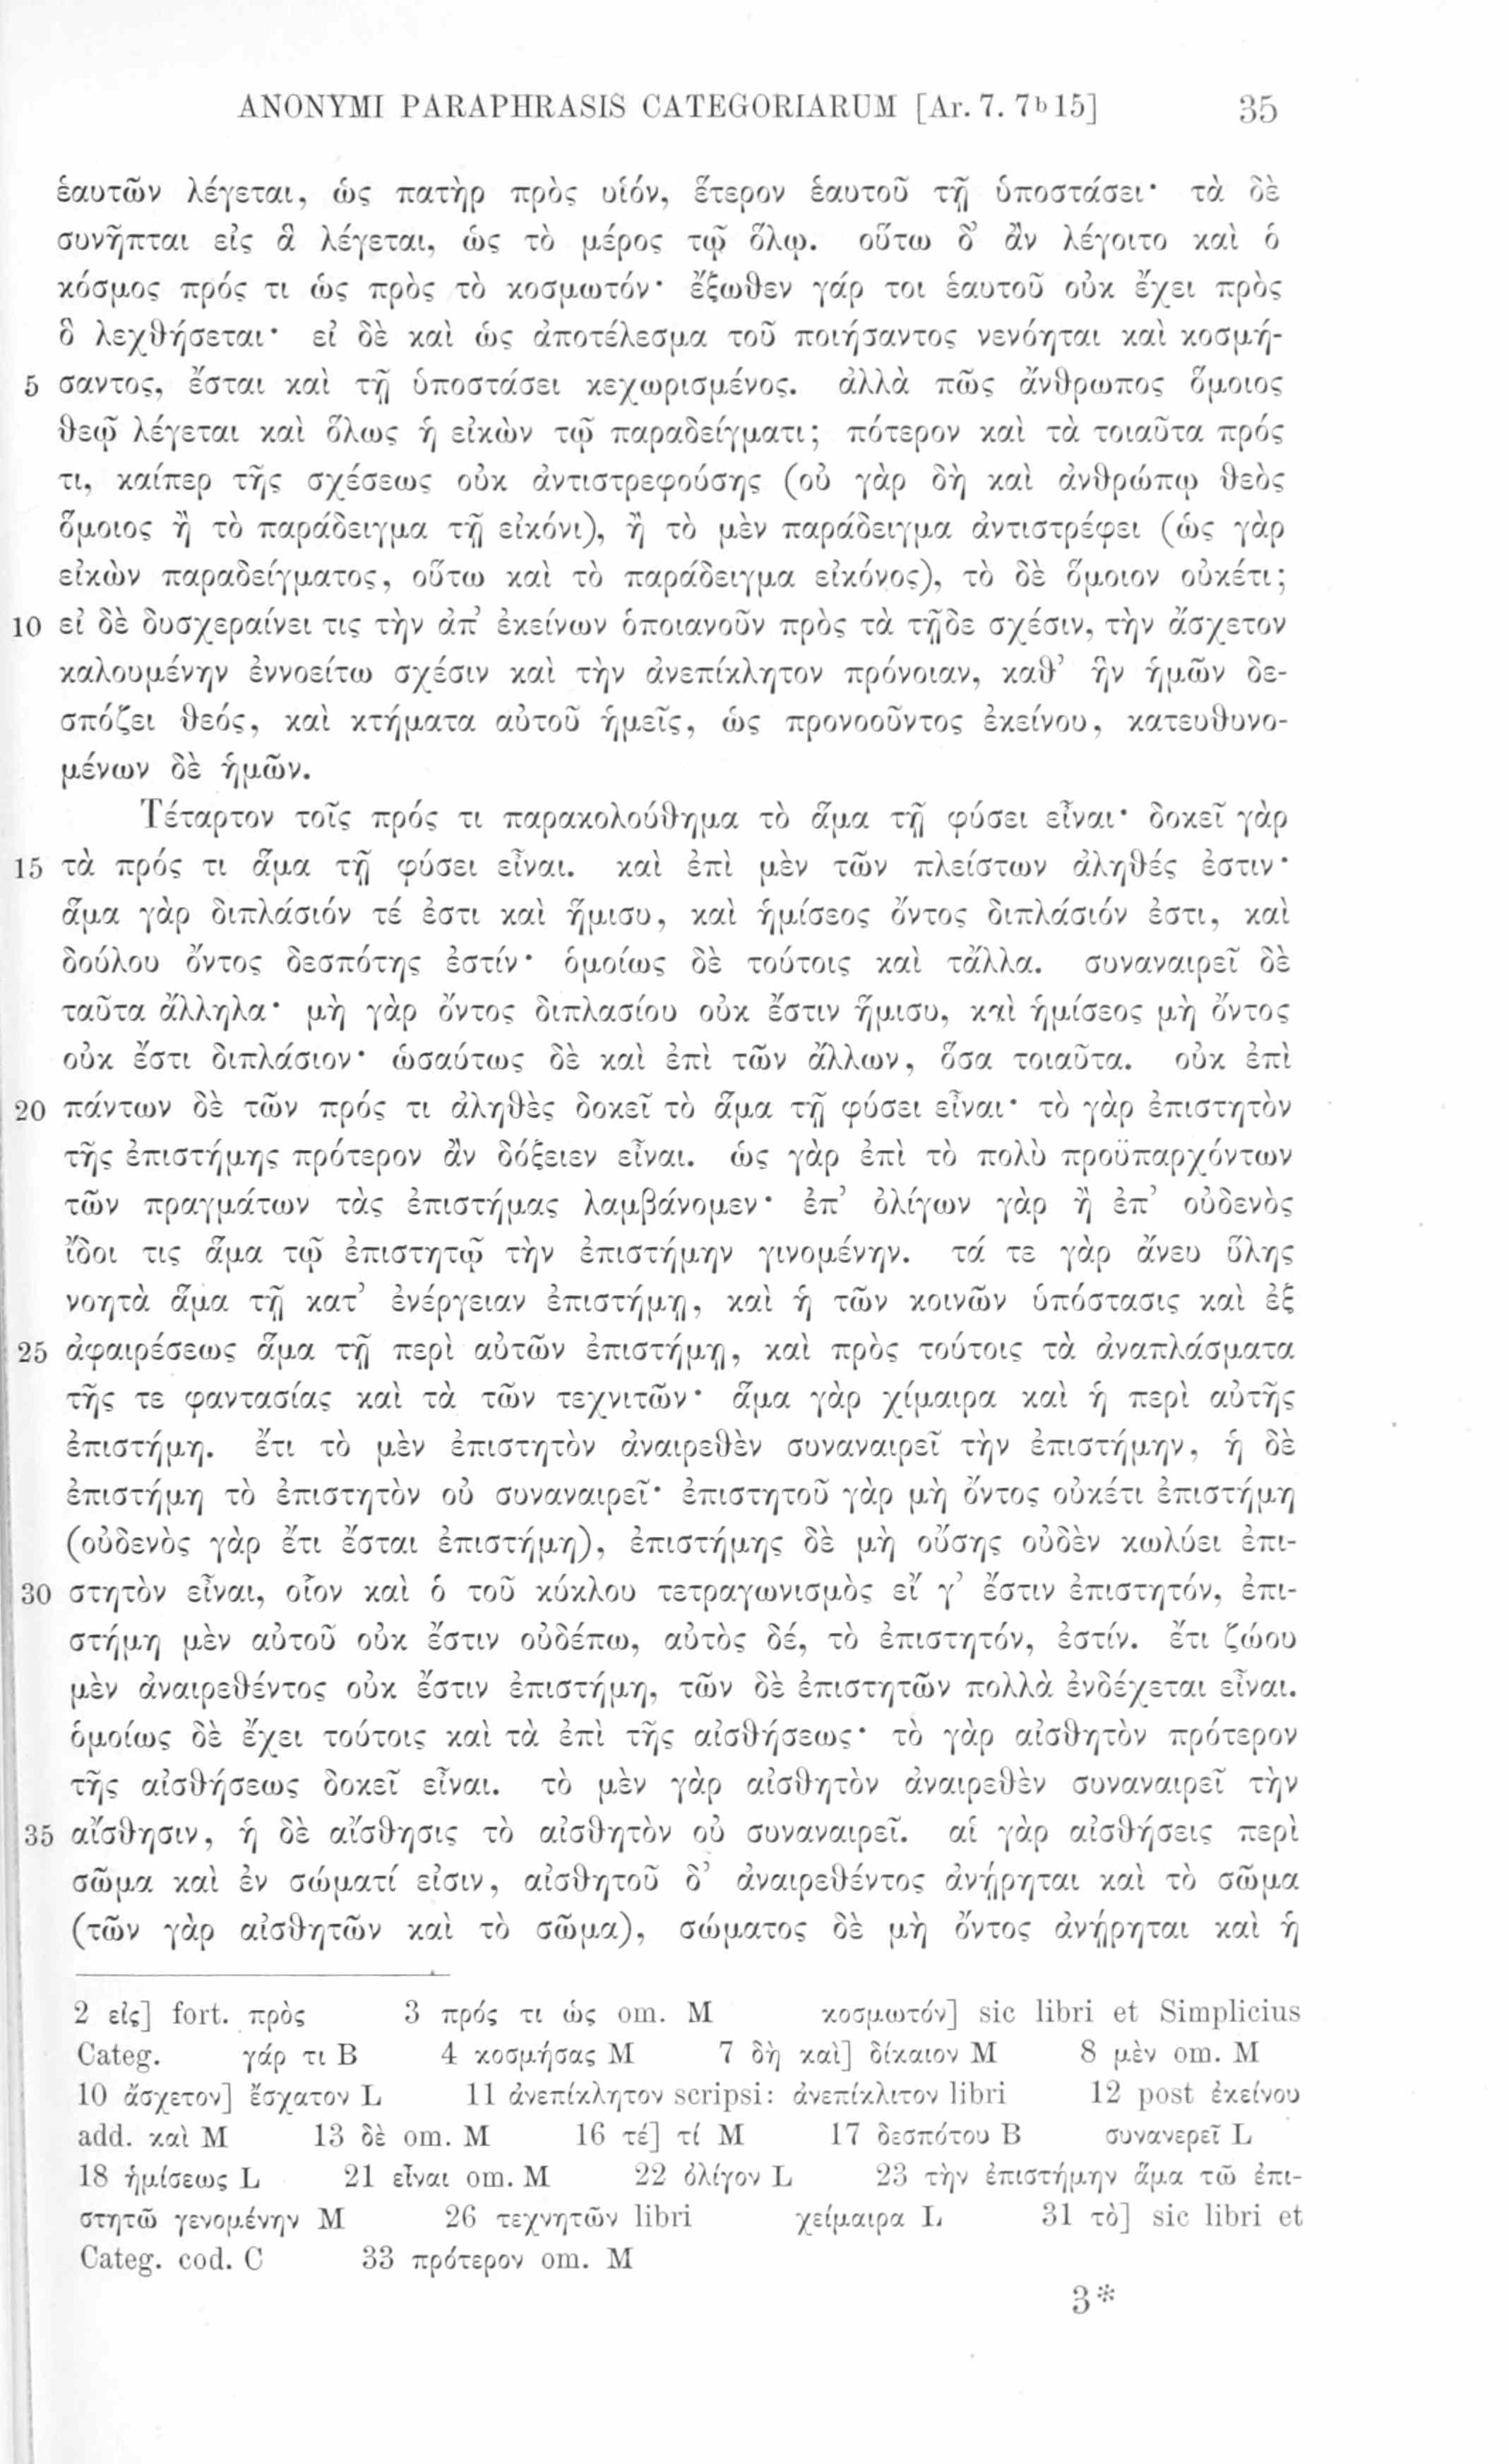 ANONYMI PARAPHRASIS CATEGORIARUM [Ar. 7. 7b 15] 35
ἑαυτῶν λέγεται, ὡς πατὴρ πρὸς υἱόν, ἕτερον ἑαυτοῦ τῇ ὑποστάσει· τὰ δὲ
συνῆπται εἰς ἃ λέγεται, ὡς τὸ μέρος τῷ ὅλῳ. οὕτω δ’ ἂν λέγοιτο καὶ ὁ
κόσμος πρός τι ὡς πρὸς τὸ κοσμωτόν· ἔξωθεν γάρ τοι ἑαυτοῦ οὐκ ἔχει πρὸς
ὃ λεχθήσεται· εἰ δὲ καὶ ὡς ἀποτέλεσμα τοῦ ποιήσαντος νενόηται καὶ κοσμή-
5 σαντος, ἔσται καὶ τῇ ὑποστάσει κεχωρισμένος. ἀλλὰ πῶς ἄνθρωπος ὅμοιος
θεῷ λέγεται καὶ ὅλως ἡ εἰκὼν τῷ παραδείγματι; πότερον καὶ τὰ τοιαῦτα πρός
τι, καίπερ τῆς σχέσεως οὐκ ἀντιστρεφούσης (οὐ γὰρ δὴ καὶ ἀνθρώπῳ θεὸς
ὅμοιος ἢ τὸ παράδειγμα τῇ εἰκόνι), ἢ τὸ μὲν παράδειγμα ἀντιστρέφει (ὡς γὰρ
εἰκὼν παραδείγματος, οὕτω καὶ τὸ παράδειγμα εἰκόνος), τὸ δὲ ὅμοιον οὐκέτι;
10 εἰ δὲ δυσχεραίνει τις τὴν ἀπ’ ἐκείνων ὁποιανοῦν πρὸς τὰ τῇδε σχέσιν, τὴν ἄσχετον
καλουμένην ἐννοείτω σχέσιν καὶ τὴν ἀνεπίκλητον πρόνοιαν, καθ’ ἣν ἡμῶν δε-
σπόζει θεός, καὶ κτήματα αὐτοῦ ἡμεῖς, ὡς προνοοῦντος ἐκείνου, κατευθυνο-
μένων δὲ ἡμῶν.
Τέταρτον τοῖς πρός τι παρακολούθημα τὸ ἅμα τῇ φύσει εἶναι· δοκεῖ γὰρ
15 τὰ πρός τι ἅμα τῇ φύσει εἶναι. καὶ ἐπὶ μὲν τῶν πλείστων ἀληθές ἐστιν·
ἅμα γὰρ διπλάσιόν τέ ἐστι καὶ ἥμισυ, καὶ ἡμίσεος ὄντος διπλάσιόν ἐστι, καὶ
δούλου ὄντος δεσπότης ἐστίν· ὁμοίως δὲ τούτοις καὶ τἄλλα. συναναιρεῖ δὲ
ταῦτα ἄλληλα· μὴ γὰρ ὄντος διπλασίου οὐκ ἔστιν ἥμισυ, καὶ ἡμίσεος μὴ ὄντος
οὐκ ἔστι διπλάσιον· ὡσαύτως δὲ καὶ ἐπὶ τῶν ἄλλων, ὅσα τοιαῦτα. οὐκ ἐπὶ
20 πάντων δὲ τῶν πρός τι ἀληθὲς δοκεῖ τὸ ἅμα τῇ φύσει εἶναι· τὸ γὰρ ἐπιστητὸν
τῆς ἐπιστήμης πρότερον ἂν δόξειεν εἶναι. ὡς γὰρ ἐπὶ τὸ πολὺ προϋπαρχόντων
τῶν πραγμάτων τὰς ἐπιστήμας λαμβάνομεν· ἐπ’ ὀλίγων γὰρ ἢ ἐπ’ οὐδενὸς
ἴδοι τις ἅμα τῷ ἐπιστητῷ τὴν ἐπιστήμην γινομένην. τά τε γὰρ ἄνευ ὕλης
νοητὰ ἅμα τῇ κατ’ ἐνέργειαν ἐπιστήμῃ, καὶ ἡ τῶν κοινῶν ὑπόστασις καὶ ἐξ
25 ἀφαιρέσεως ἅμα τῇ περὶ αὐτῶν ἐπιστήμῃ, καὶ πρὸς τούτοις τὰ ἀναπλάσματα
τῆς τε φαντασίας καὶ τὰ τῶν τεχνιτῶν· ἅμα γὰρ χίμαιρα καὶ ἡ περὶ αὐτῆς
ἐπιστήμη. ἔτι τὸ μὲν ἐπιστητὸν ἀναιρεθὲν συναναιρεῖ τὴν ἐπιστήμην, ἡ δὲ
ἐπιστήμη τὸ ἐπιστητὸν οὐ συναναιρεῖ· ἐπιστητοῦ γὰρ μὴ ὄντος οὐκέτι ἐπιστήμη
(οὐδενὸς γὰρ ἔτι ἔσται ἐπιστήμη), ἐπιστήμης δὲ μὴ οὔσης οὐδὲν κωλύει ἐπι-
30 στητὸν εἶναι, οἷον καὶ ὁ τοῦ κύκλου τετραγωνισμὸς εἴ γ’ ἔστιν ἐπιστητόν, ἐπι-
στήμη μὲν αὐτοῦ οὐκ ἔστιν οὐδέπω, αὐτὸς δέ, τὸ ἐπιστητόν, ἐστίν. ἔτι ζώου
μὲν ἀναιρεθέντος οὐκ ἔστιν ἐπιστήμη, τῶν δὲ ἐπιστητῶν πολλὰ ἐνδέχεται εἶναι.
ὁμοίως δὲ ἔχει τούτοις καὶ τὰ ἐπὶ τῆς αἰσθήσεως· τὸ γὰρ αἰσθητὸν πρότερον
τῆς αἰσθήσεως δοκεῖ εἶναι. τὸ μὲν γὰρ αἰσθητὸν ἀναιρεθὲν συναναιρεῖ τὴν
35 αἴσθησιν, ἡ δὲ αἴσθησις τὸ αἰσθητὸν οὐ συναναιρεῖ. αἱ γὰρ αἰσθήσεις περὶ
σῶμα καὶ ἐν σώματί εἰσιν, αἰσθητοῦ δ’ ἀναιρεθέντος ἀνῄρηται καὶ τὸ σῶμα
(τῶν γὰρ αἰσθητῶν καὶ τὸ σῶμα), σώματος δὲ μὴ ὄντος ἀνῄρηται καὶ ἡ
2 εἰς] fort. πρὸς 3 πρός τι ὡς om. M κοσμωτόν] sic libri et Simplicius
Categ. γάρ τι B 4 κοσμήσας M 7 δὴ καὶ] δίκαιον M 8 μὲν om. M
10 ἄσχετον] ἔσχατον L 11 ἀνεπίκλητον scripsi: ἀνεπίκλιτον libri 12 post ἐκείνου
add. καὶ M 13 δὲ om. M 16 τέ] τί M 17 δεσπότου B συνανερεῖ L
18 ἡμίσεως L 21 εἶναι om. M 22 ὀλίγον L 23 τὴν ἐπιστήμην ἅμα τῶ ἐπι-
στητῶ γενομένην M 26 τεχνητῶν libri χείμαιρα L 31 τὸ] sic libri et
Categ. cod. C 33 πρότερον om. M
3*